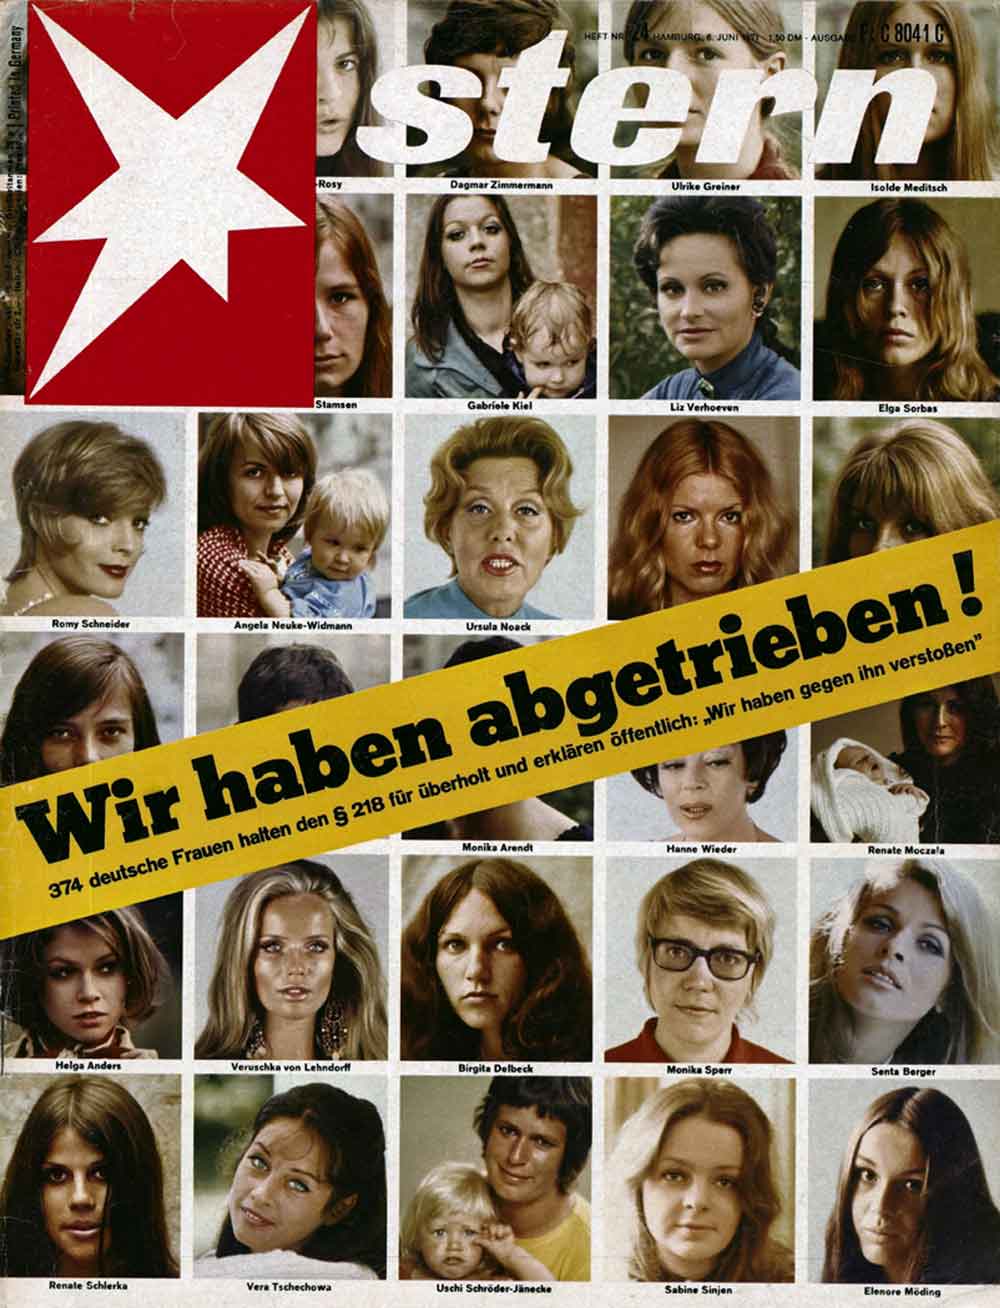 Printed in Germany
HEFT NR. 24 HAMBURG, 6. JUNI 1971 · 1,50 DM - AUSGABE
C 8041 C
stern
-Rosy
Dagmar Zimmermann
Ulrike Greiner
Isolde Meditsch
Stamsen
Gabriele Kiel
Liz Verhoeven
Elga Sorbas
Romy Schneider
Angela Neuke-Widmann
Ursula Noack
Wir haben abgetrieben!
374 deutsche Frauen halten den § 218 für überholt und erklären öffentlich: „Wir haben gegen ihn verstoßen”
Monika Arendt
Hanne Wieder
Renate Moczala
Helga Anders
Veruschka von Lehndorff
Birgita Delbeck
Monika Sperr
Senta Berger
Renate Schlerka
Vera Tschechowa
Uschi Schröder-Jänecke
Sabine Sinjen
Elenore Möding